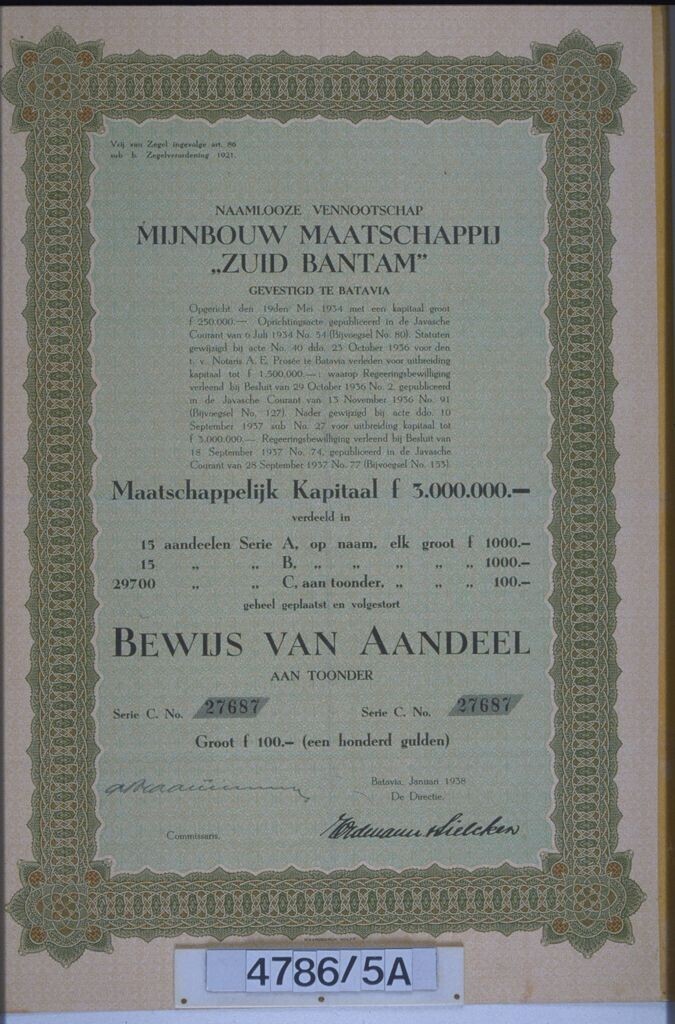 Vrij van Zegel ingevolge art. 86
sub b. Zegelverordening 1921.
NAAMLOOZE VENNOOTSCHAP
MIJNBOUW MAATSCHAPPIJ
„ZUID BANTAM”
GEVESTIGD TE BATAVIA
Opgericht den 19den Mei 1934 met een kapitaal groot
f 250.000.— Oprichtingsacte gepubliceerd in de Javasche
Courant van 6 Juli 1934 No. 54 (Bijvoegsel No. 80). Statuten
gewijzigd bij acte No. 40 ddo. 23 October 1936 voor den
t. v. Notaris A. E. Prosée te Batavia verleden voor uitbreiding
kapitaal tot f 1.500.000.—: waarop Regeeringsbewilliging
verleend bij Besluit van 29 October 1936 No. 2, gepubliceerd
in de Javasche Courant van 13 November 1936 No. 91
(Bijvoegsel No. 127). Nader gewijzigd bij acte ddo. 10
September 1937 sub No. 27 voor uitbreiding kapitaal tot
f 3.000.000.— Regeeringsbewilliging verleend bij Besluit van
18 September 1937 No. 74, gepubliceerd in de Javasche
Courant van 28 September 1937 No. 77 (Bijvoegsel No. 133).
Maatschappelijk Kapitaal f 3.000.000.—
verdeeld in
15 aandeelen Serie A, op naam, elk groot f 1000.—
15 „ „ B, „ „ „ „ „ 1000.—
29700 „ „ C, aan toonder, „ „ „ 100.—
geheel geplaatst en volgestort
BEWIJS VAN AANDEEL
AAN TOONDER
Serie C. No. 27687 Serie C. No. 27687
Groot f 100.— (een honderd gulden)
Batavia, Januari 1938
De Directie,
Erdmann & Sielcken
Commissaris.
4786/5A